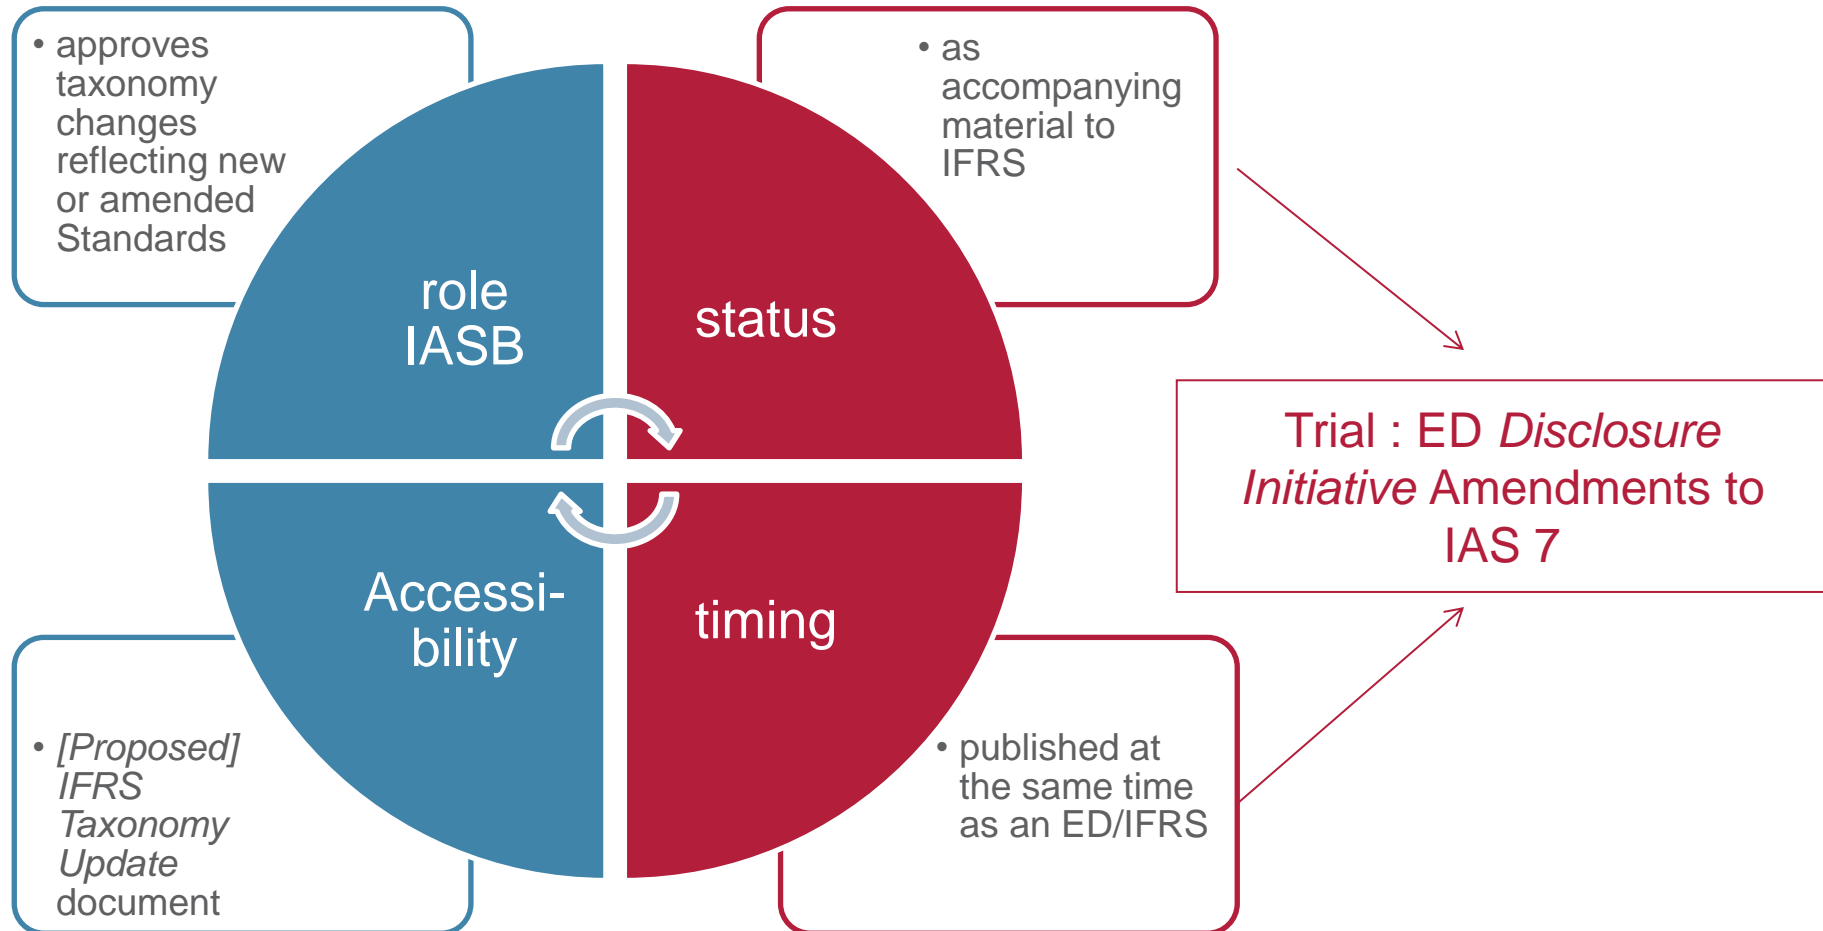 • approves
taxonomy
changes
reflecting new
or amended
Standards
• as
accompanying
material to
IFRS
role
IASB
status
Trial : ED Disclosure
Initiative Amendments to
IAS 7
Accessi-
bility
timing
• [Proposed]
IFRS
Taxonomy
Update
document
• published at
the same time
as an ED/IFRS